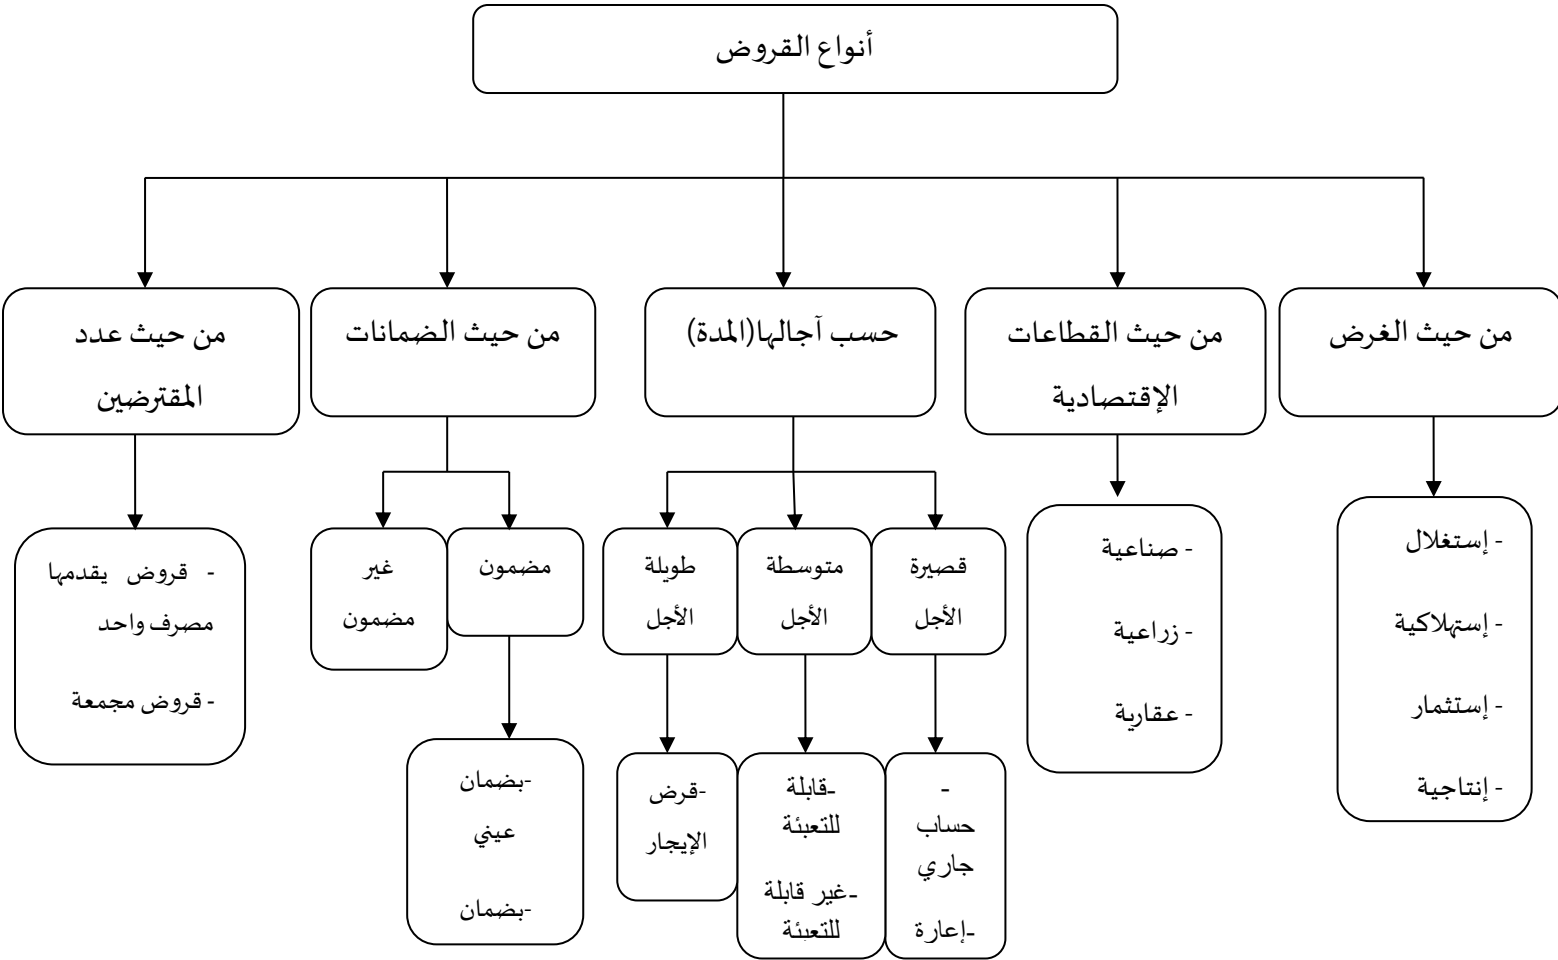 أنواع القروض
من حيث الغرض
من حيث القطاعات
الإقتصادية
حسب آجالها(المدة)
من حيث الضمانات
من حيث عدد
المقترضين
- إستغلال
- إستهلاكية
- إستثمار
- إنتاجية
- صناعية
- زراعية
- عقارية
قصيرة
الأجل
متوسطة
الأجل
طويلة
الأجل
مضمون
غير
مضمون
- قروض يقدمها
مصرف واحد
- قروض مجمعة
-
حساب
جاري
-إعارة
-قابلة
للتعبئة
-غير قابلة
للتعبئة
-قرض
الإيجار
-بضمان
عيني
-بضمان